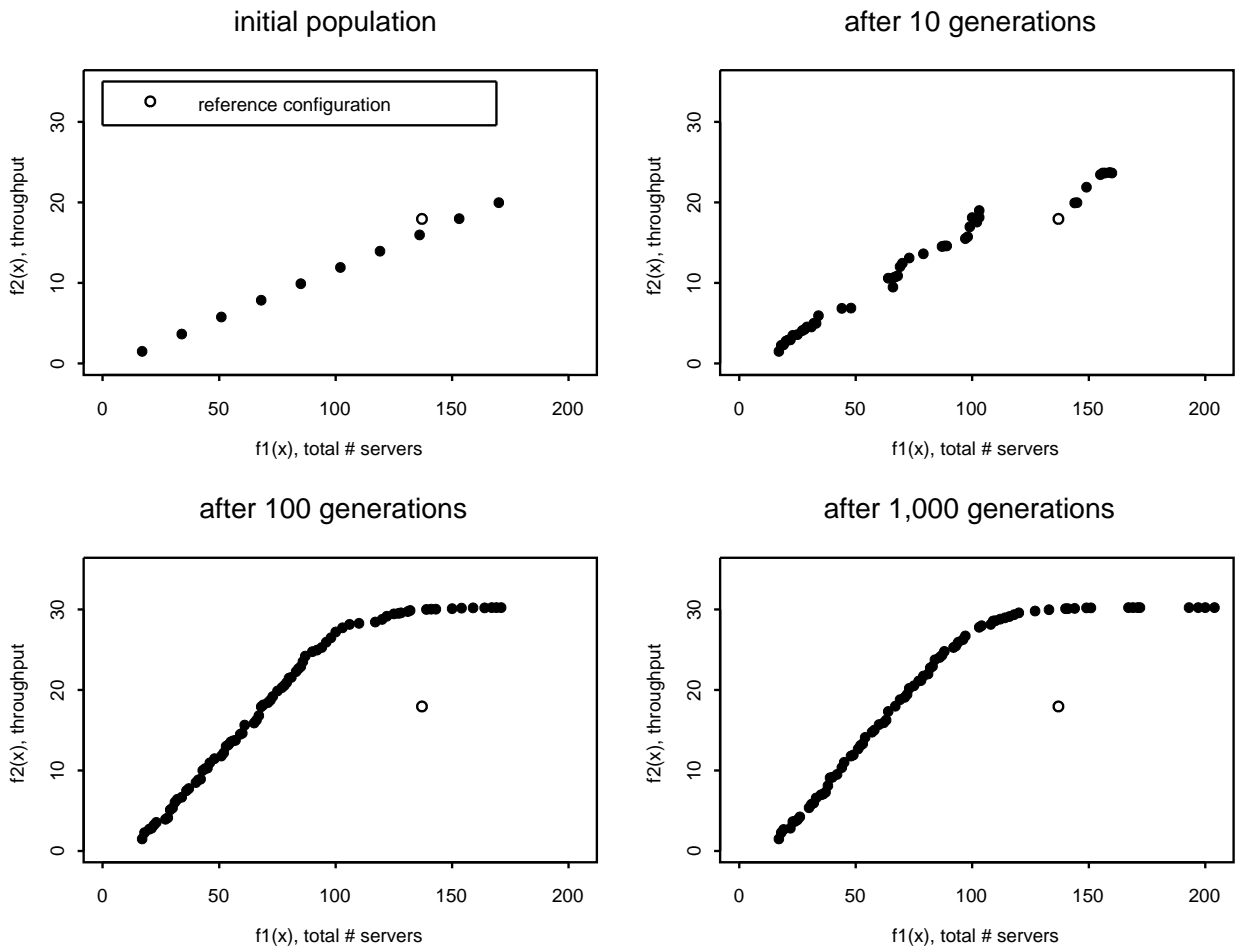 initial population
reference configuration
f2(x), throughput
30
20
10
0
0 50 100 150 200
f1(x), total # servers
after 10 generations
f2(x), throughput
30
20
10
0
0 50 100 150 200
f1(x), total # servers
after 100 generations
f2(x), throughput
30
20
10
0
0 50 100 150 200
f1(x), total # servers
after 1,000 generations
f2(x), throughput
30
20
10
0
0 50 100 150 200
f1(x), total # servers